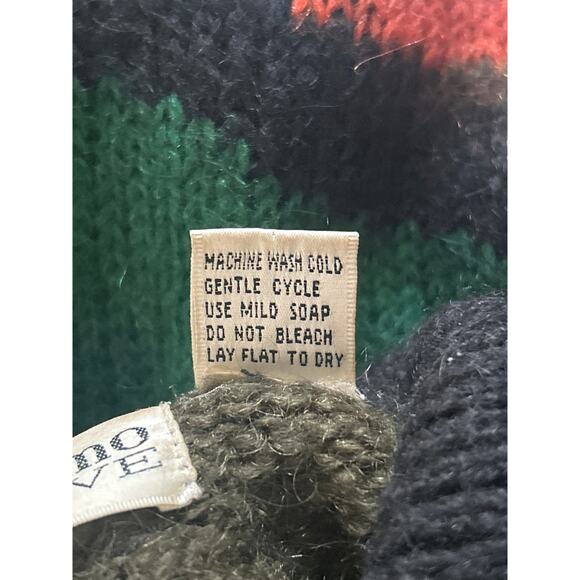 MACHINE WASH COLD
GENTLE CYCLE
USE MILD SOAP
DO NOT BLEACH
LAY FLAT TO DRY